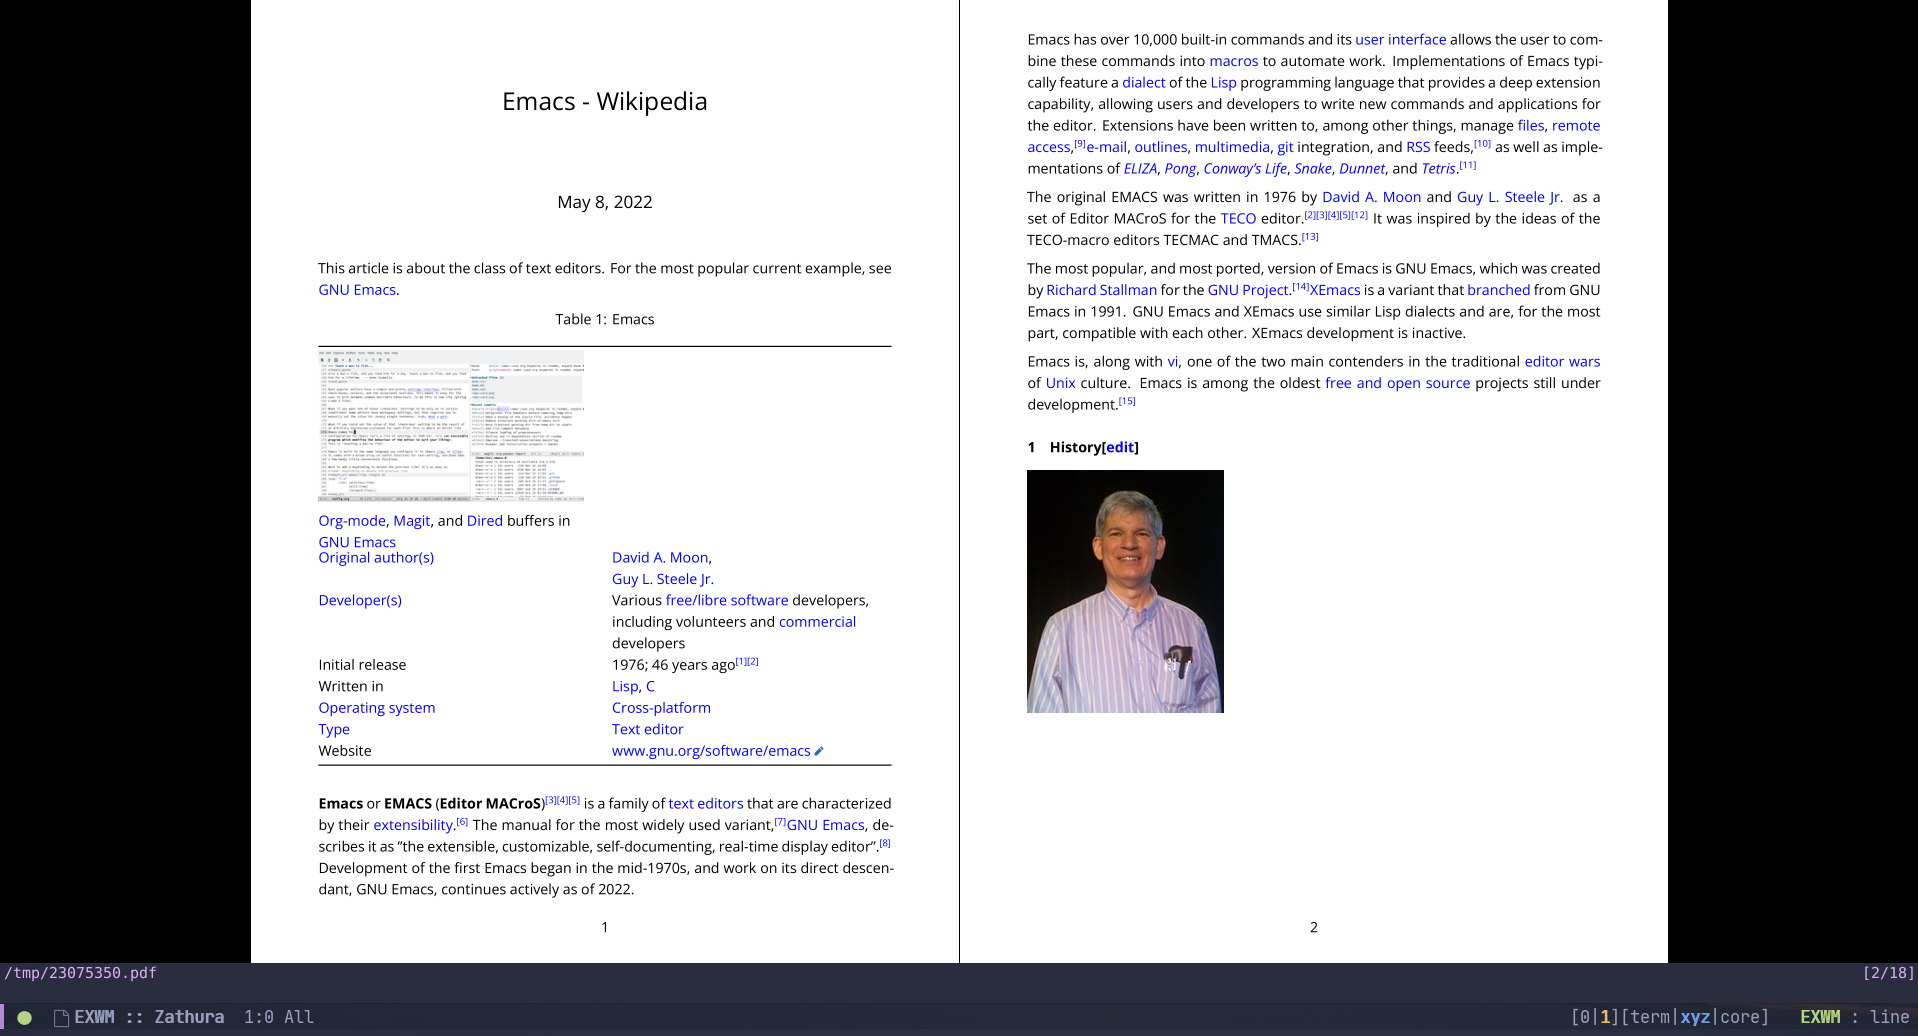 Emacs - Wikipedia
May 8, 2022
This article is about the class of text editors. For the most popular current example, see
GNU Emacs.
Table 1: Emacs
Org-mode, Magit, and Dired buffers in
GNU Emacs
Original author(s) David A. Moon,
Guy L. Steele Jr.
Developer(s) Various free/libre software developers,
including volunteers and commercial
developers
Initial release 1976; 46 years ago[1][2]
Written in Lisp, C
Operating system Cross-platform
Type Text editor
Website www.gnu.org/software/emacs
Emacs or EMACS (Editor MACroS)[3][4][5] is a family of text editors that are characterized
by their extensibility.[6] The manual for the most widely used variant,[7]GNU Emacs, de-
scribes it as "the extensible, customizable, self-documenting, real-time display editor".[8]
Development of the first Emacs began in the mid-1970s, and work on its direct descen-
dant, GNU Emacs, continues actively as of 2022.
1
Emacs has over 10,000 built-in commands and its user interface allows the user to com-
bine these commands into macros to automate work. Implementations of Emacs typi-
cally feature a dialect of the Lisp programming language that provides a deep extension
capability, allowing users and developers to write new commands and applications for
the editor. Extensions have been written to, among other things, manage files, remote
access,[9]e-mail, outlines, multimedia, git integration, and RSS feeds,[10] as well as imple-
mentations of ELIZA, Pong, Conway's Life, Snake, Dunnet, and Tetris.[11]
The original EMACS was written in 1976 by David A. Moon and Guy L. Steele Jr. as a
set of Editor MACroS for the TECO editor.[2][3][4][5][12] It was inspired by the ideas of the
TECO-macro editors TECMAC and TMACS.[13]
The most popular, and most ported, version of Emacs is GNU Emacs, which was created
by Richard Stallman for the GNU Project.[14]XEmacs is a variant that branched from GNU
Emacs in 1991. GNU Emacs and XEmacs use similar Lisp dialects and are, for the most
part, compatible with each other. XEmacs development is inactive.
Emacs is, along with vi, one of the two main contenders in the traditional editor wars
of Unix culture. Emacs is among the oldest free and open source projects still under
development.[15]
1 History[edit]
2
/tmp/23075350.pdf [2/18]
EXWM :: Zathura 1:0 All [0|1][term|xyz|core] EXWM : line